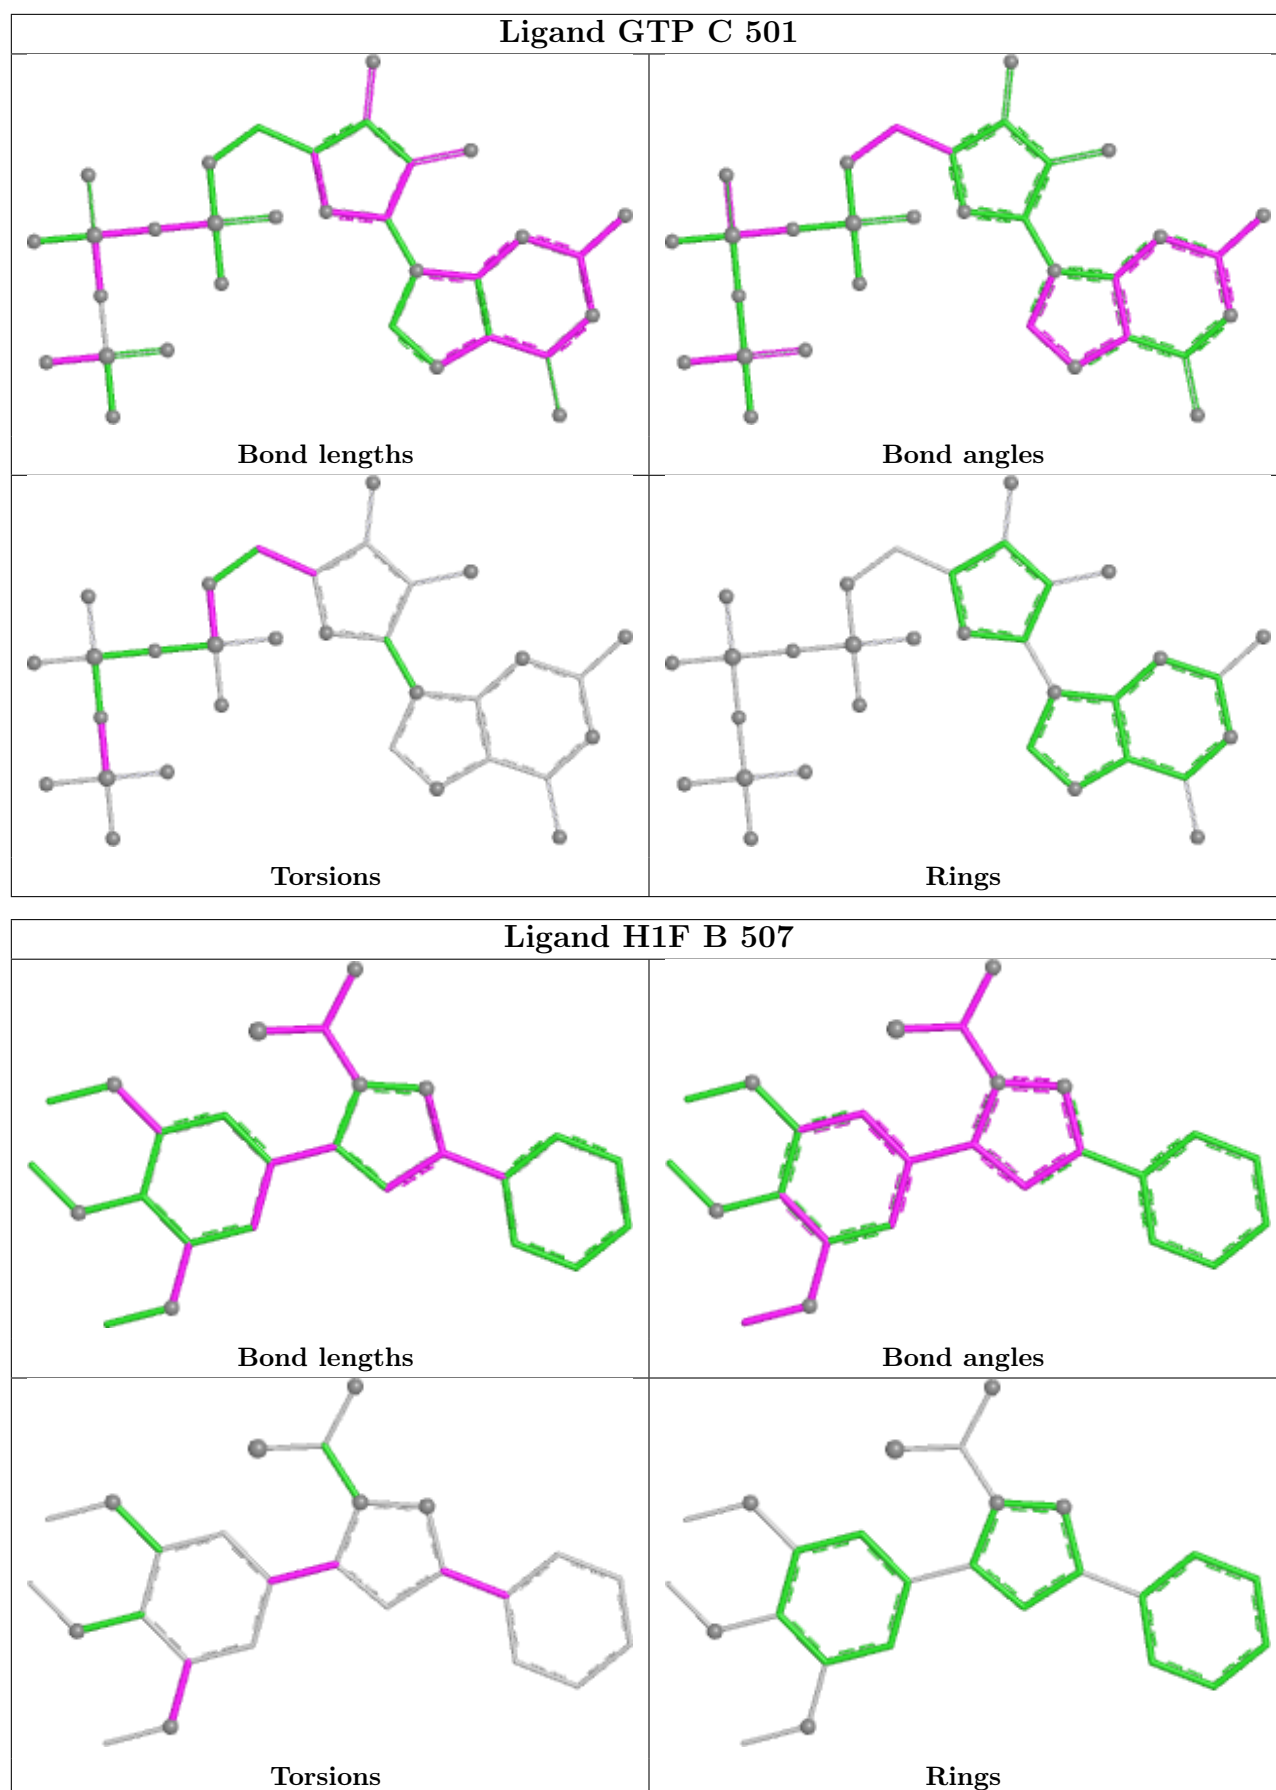 Ligand GTP C 501
Bond lengths
Bond angles
Torsions
Rings
Ligand H1F B 507
Bond lengths
Bond angles
Torsions
Rings